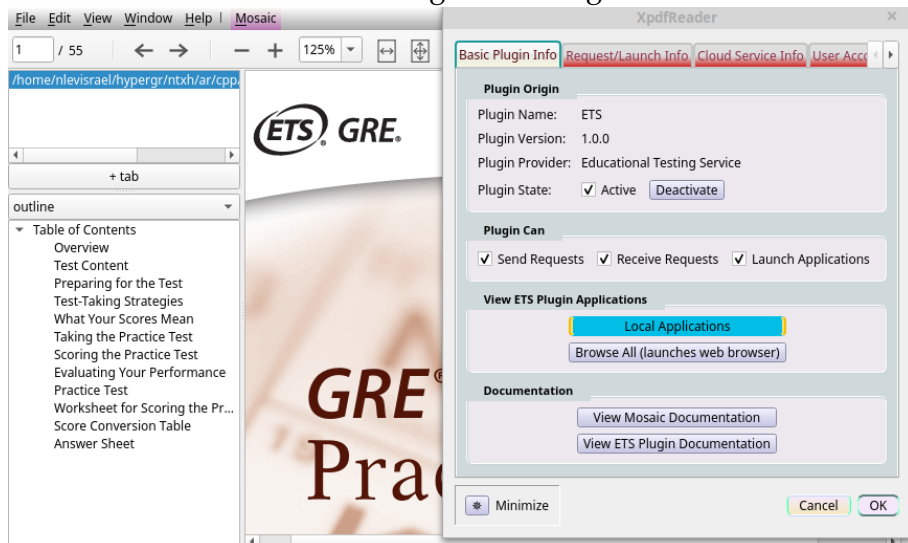 File Edit View Window Help Mosaic
1 / 55 125%
/home/nlevisrael/hypergr/ntxh/ar/cpp
+ tab
outline
Table of Contents
Overview
Test Content
Preparing for the Test
Test-Taking Strategies
What Your Scores Mean
Taking the Practice Test
Scoring the Practice Test
Evaluating Your Performance
Practice Test
Worksheet for Scoring the Pr...
Score Conversion Table
Answer Sheet
ETS® GRE®
GRE®
Prac
XpdfReader
Basic Plugin Info Request/Launch Info Cloud Service Info User Acco
Plugin Origin
Plugin Name: ETS
Plugin Version: 1.0.0
Plugin Provider: Educational Testing Service
Plugin State: Active Deactivate
Plugin Can
Send Requests Receive Requests Launch Applications
View ETS Plugin Applications
Local Applications
Browse All (launches web browser)
Documentation
View Mosaic Documentation
View ETS Plugin Documentation
Minimize Cancel OK